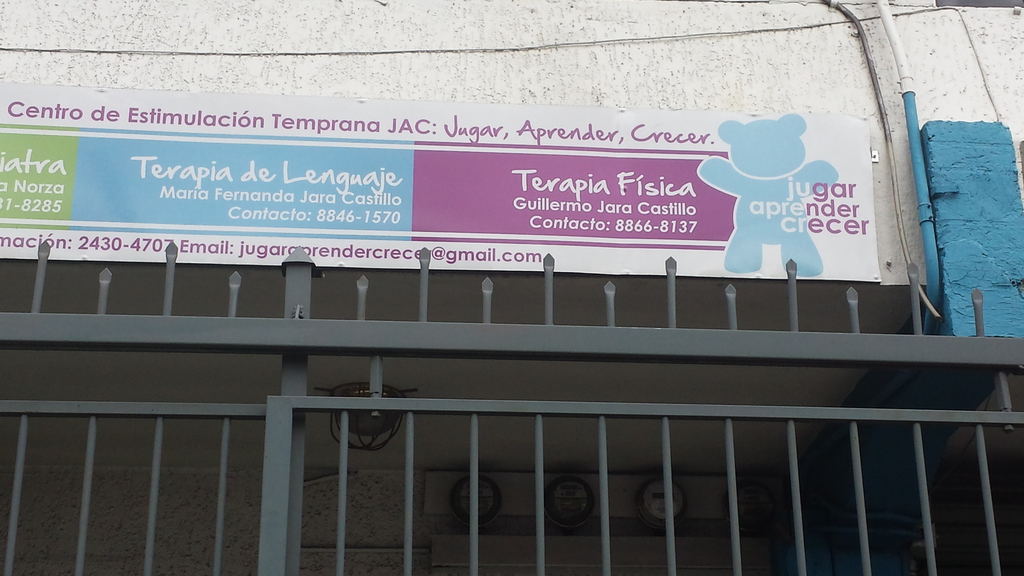 Centro de Estimulación Temprana JAC: Jugar, Aprender, Crecer.
Terapia de Lenguaje
María Fernanda Jara Castillo
Contacto: 8846-1570
Terapia Física
Guillermo Jara Castillo
Contacto: 8866-8137
iatra
a Norza
31-8285
jugar
aprender
crecer
mación: 2430-4707 Email: jugaraprendercrecer@gmail.com